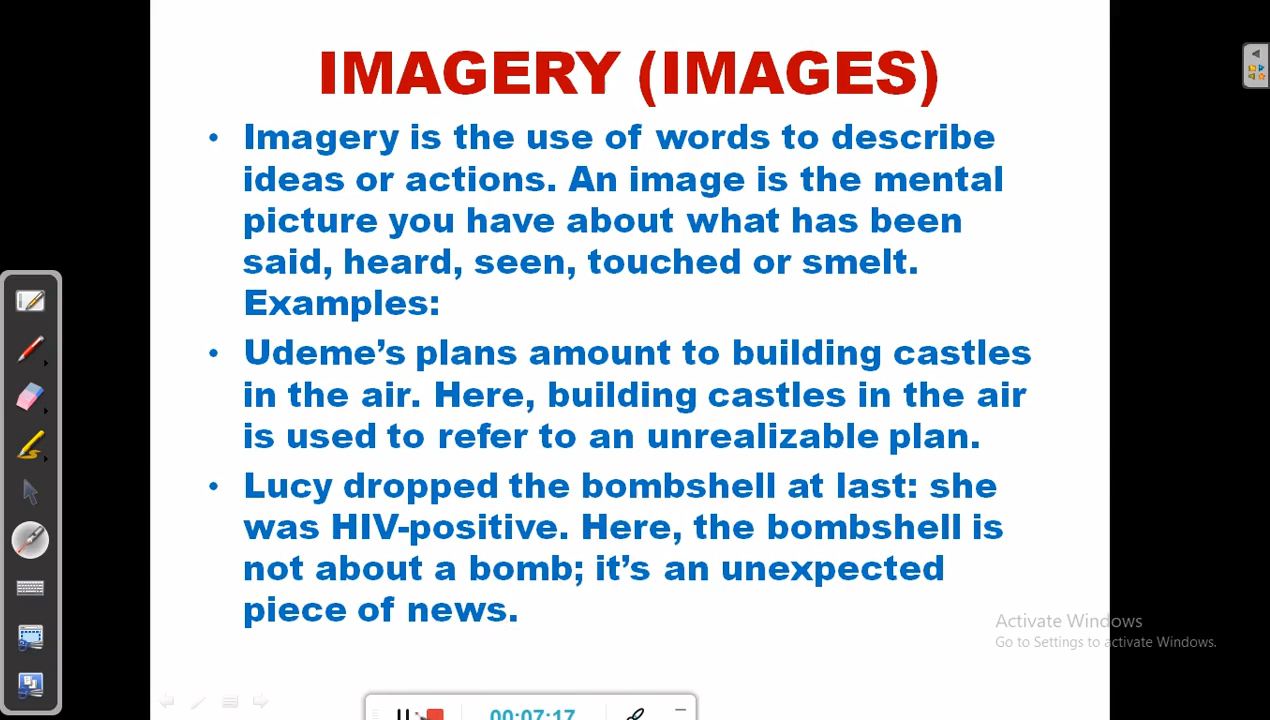 IMAGERY (IMAGES)
• Imagery is the use of words to describe
ideas or actions. An image is the mental
picture you have about what has been
said, heard, seen, touched or smelt.
Examples:
• Udeme’s plans amount to building castles
in the air. Here, building castles in the air
is used to refer to an unrealizable plan.
• Lucy dropped the bombshell at last: she
was HIV-positive. Here, the bombshell is
not about a bomb; it’s an unexpected
piece of news.
Activate Windows
Go to Settings to activate Windows.
00:07:17